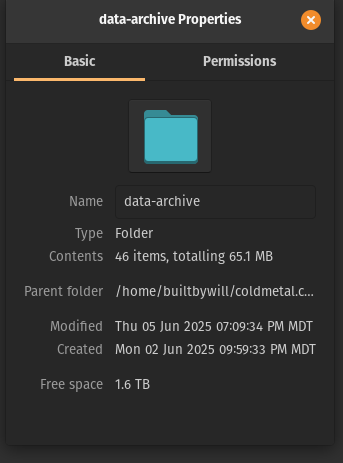 data-archive Properties
Basic Permissions
Name data-archive
Type Folder
Contents 46 items, totalling 65.1 MB
Parent folder /home/builtbywill/coldmetal.c...
Modified Thu 05 Jun 2025 07:09:34 PM MDT
Created Mon 02 Jun 2025 09:59:33 PM MDT
Free space 1.6 TB